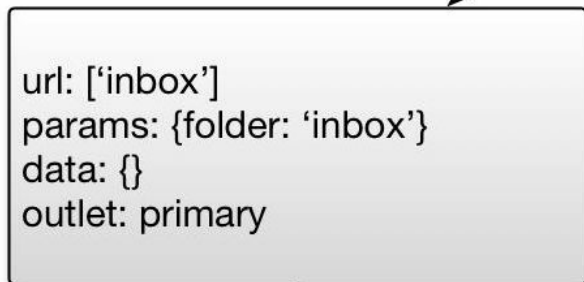 url: [‘inbox’]
params: {folder: ‘inbox’}
data: {}
outlet: primary